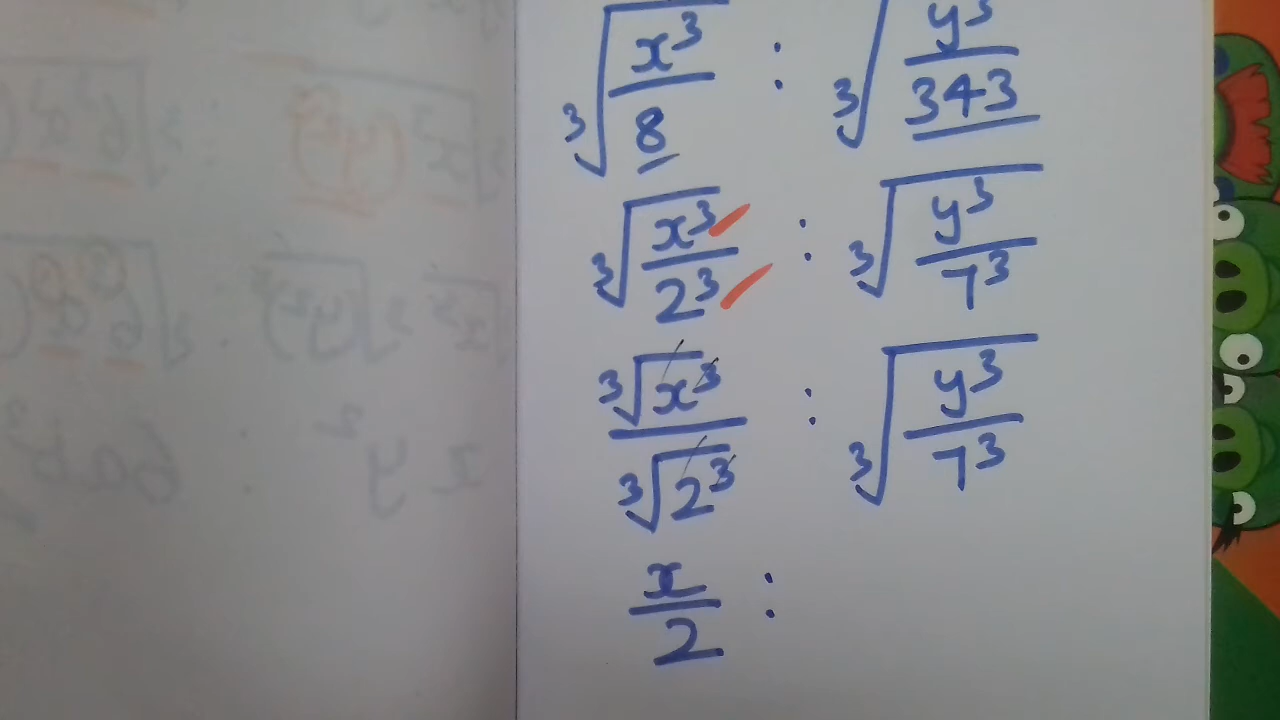 ∛(x³/8) : ∛(y³/343)
∛(x³/2³) : ∛(y³/7³)
∛x³/∛2³ : ∛(y³/7³)
x/2 :